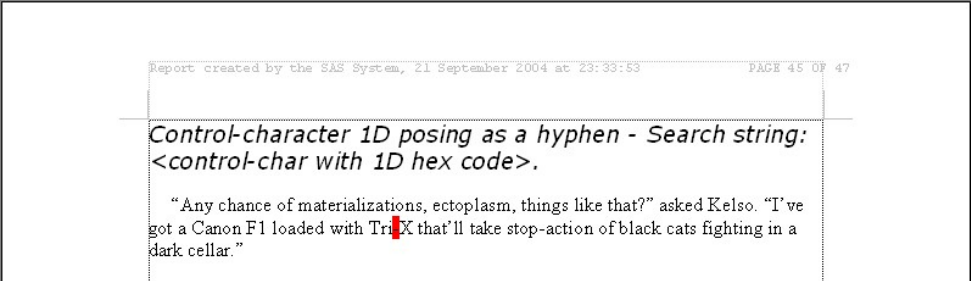 Report created by the SAS System, 21 September 2004 at 23:33:53 PAGE 45 OF 47
Control-character 1D posing as a hyphen - Search string:
<control-char with 1D hex code>.
“Any chance of materializations, ectoplasm, things like that?” asked Kelso. “I’ve
got a Canon F1 loaded with Tri-X that’ll take stop-action of black cats fighting in a
dark cellar.”